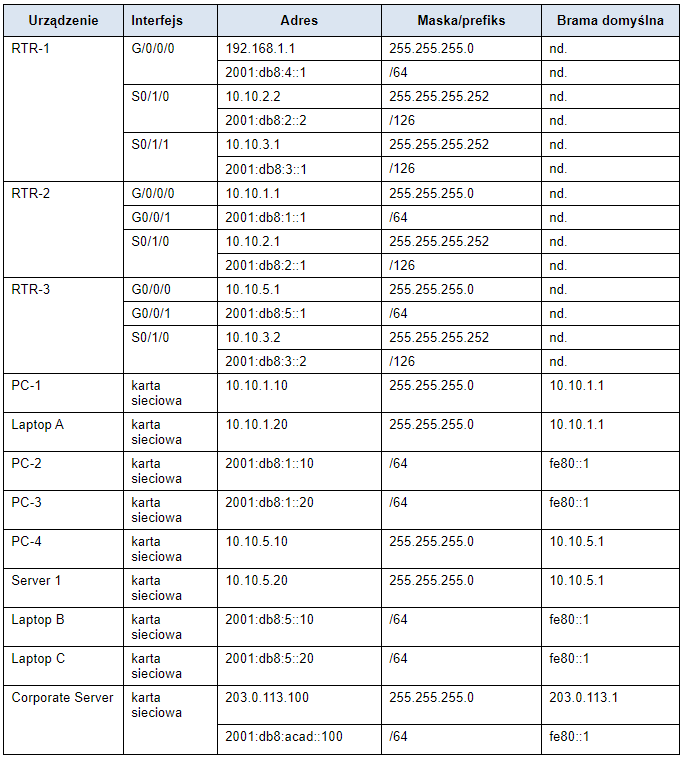 Urządzenie Interfejs Adres Maska/prefiks Brama domyślna
RTR-1 G/0/0/0 192.168.1.1 255.255.255.0 nd.
2001:db8:4::1 /64 nd.
S0/1/0 10.10.2.2 255.255.255.252 nd.
2001:db8:2::2 /126 nd.
S0/1/1 10.10.3.1 255.255.255.252 nd.
2001:db8:3::1 /126 nd.
RTR-2 G/0/0/0 10.10.1.1 255.255.255.0 nd.
G0/0/1 2001:db8:1::1 /64 nd.
S0/1/0 10.10.2.1 255.255.255.252 nd.
2001:db8:2::1 /126 nd.
RTR-3 G0/0/0 10.10.5.1 255.255.255.0 nd.
G0/0/1 2001:db8:5::1 /64 nd.
S0/1/0 10.10.3.2 255.255.255.252 nd.
2001:db8:3::2 /126 nd.
PC-1 karta 10.10.1.10 255.255.255.0 10.10.1.1
sieciowa
Laptop A karta 10.10.1.20 255.255.255.0 10.10.1.1
sieciowa
PC-2 karta 2001:db8:1::10 /64 fe80::1
sieciowa
PC-3 karta 2001:db8:1::20 /64 fe80::1
sieciowa
PC-4 karta 10.10.5.10 255.255.255.0 10.10.5.1
sieciowa
Server 1 karta 10.10.5.20 255.255.255.0 10.10.5.1
sieciowa
Laptop B karta 2001:db8:5::10 /64 fe80::1
sieciowa
Laptop C karta 2001:db8:5::20 /64 fe80::1
sieciowa
Corporate Server karta 203.0.113.100 255.255.255.0 203.0.113.1
sieciowa
2001:db8:acad::100 /64 fe80::1